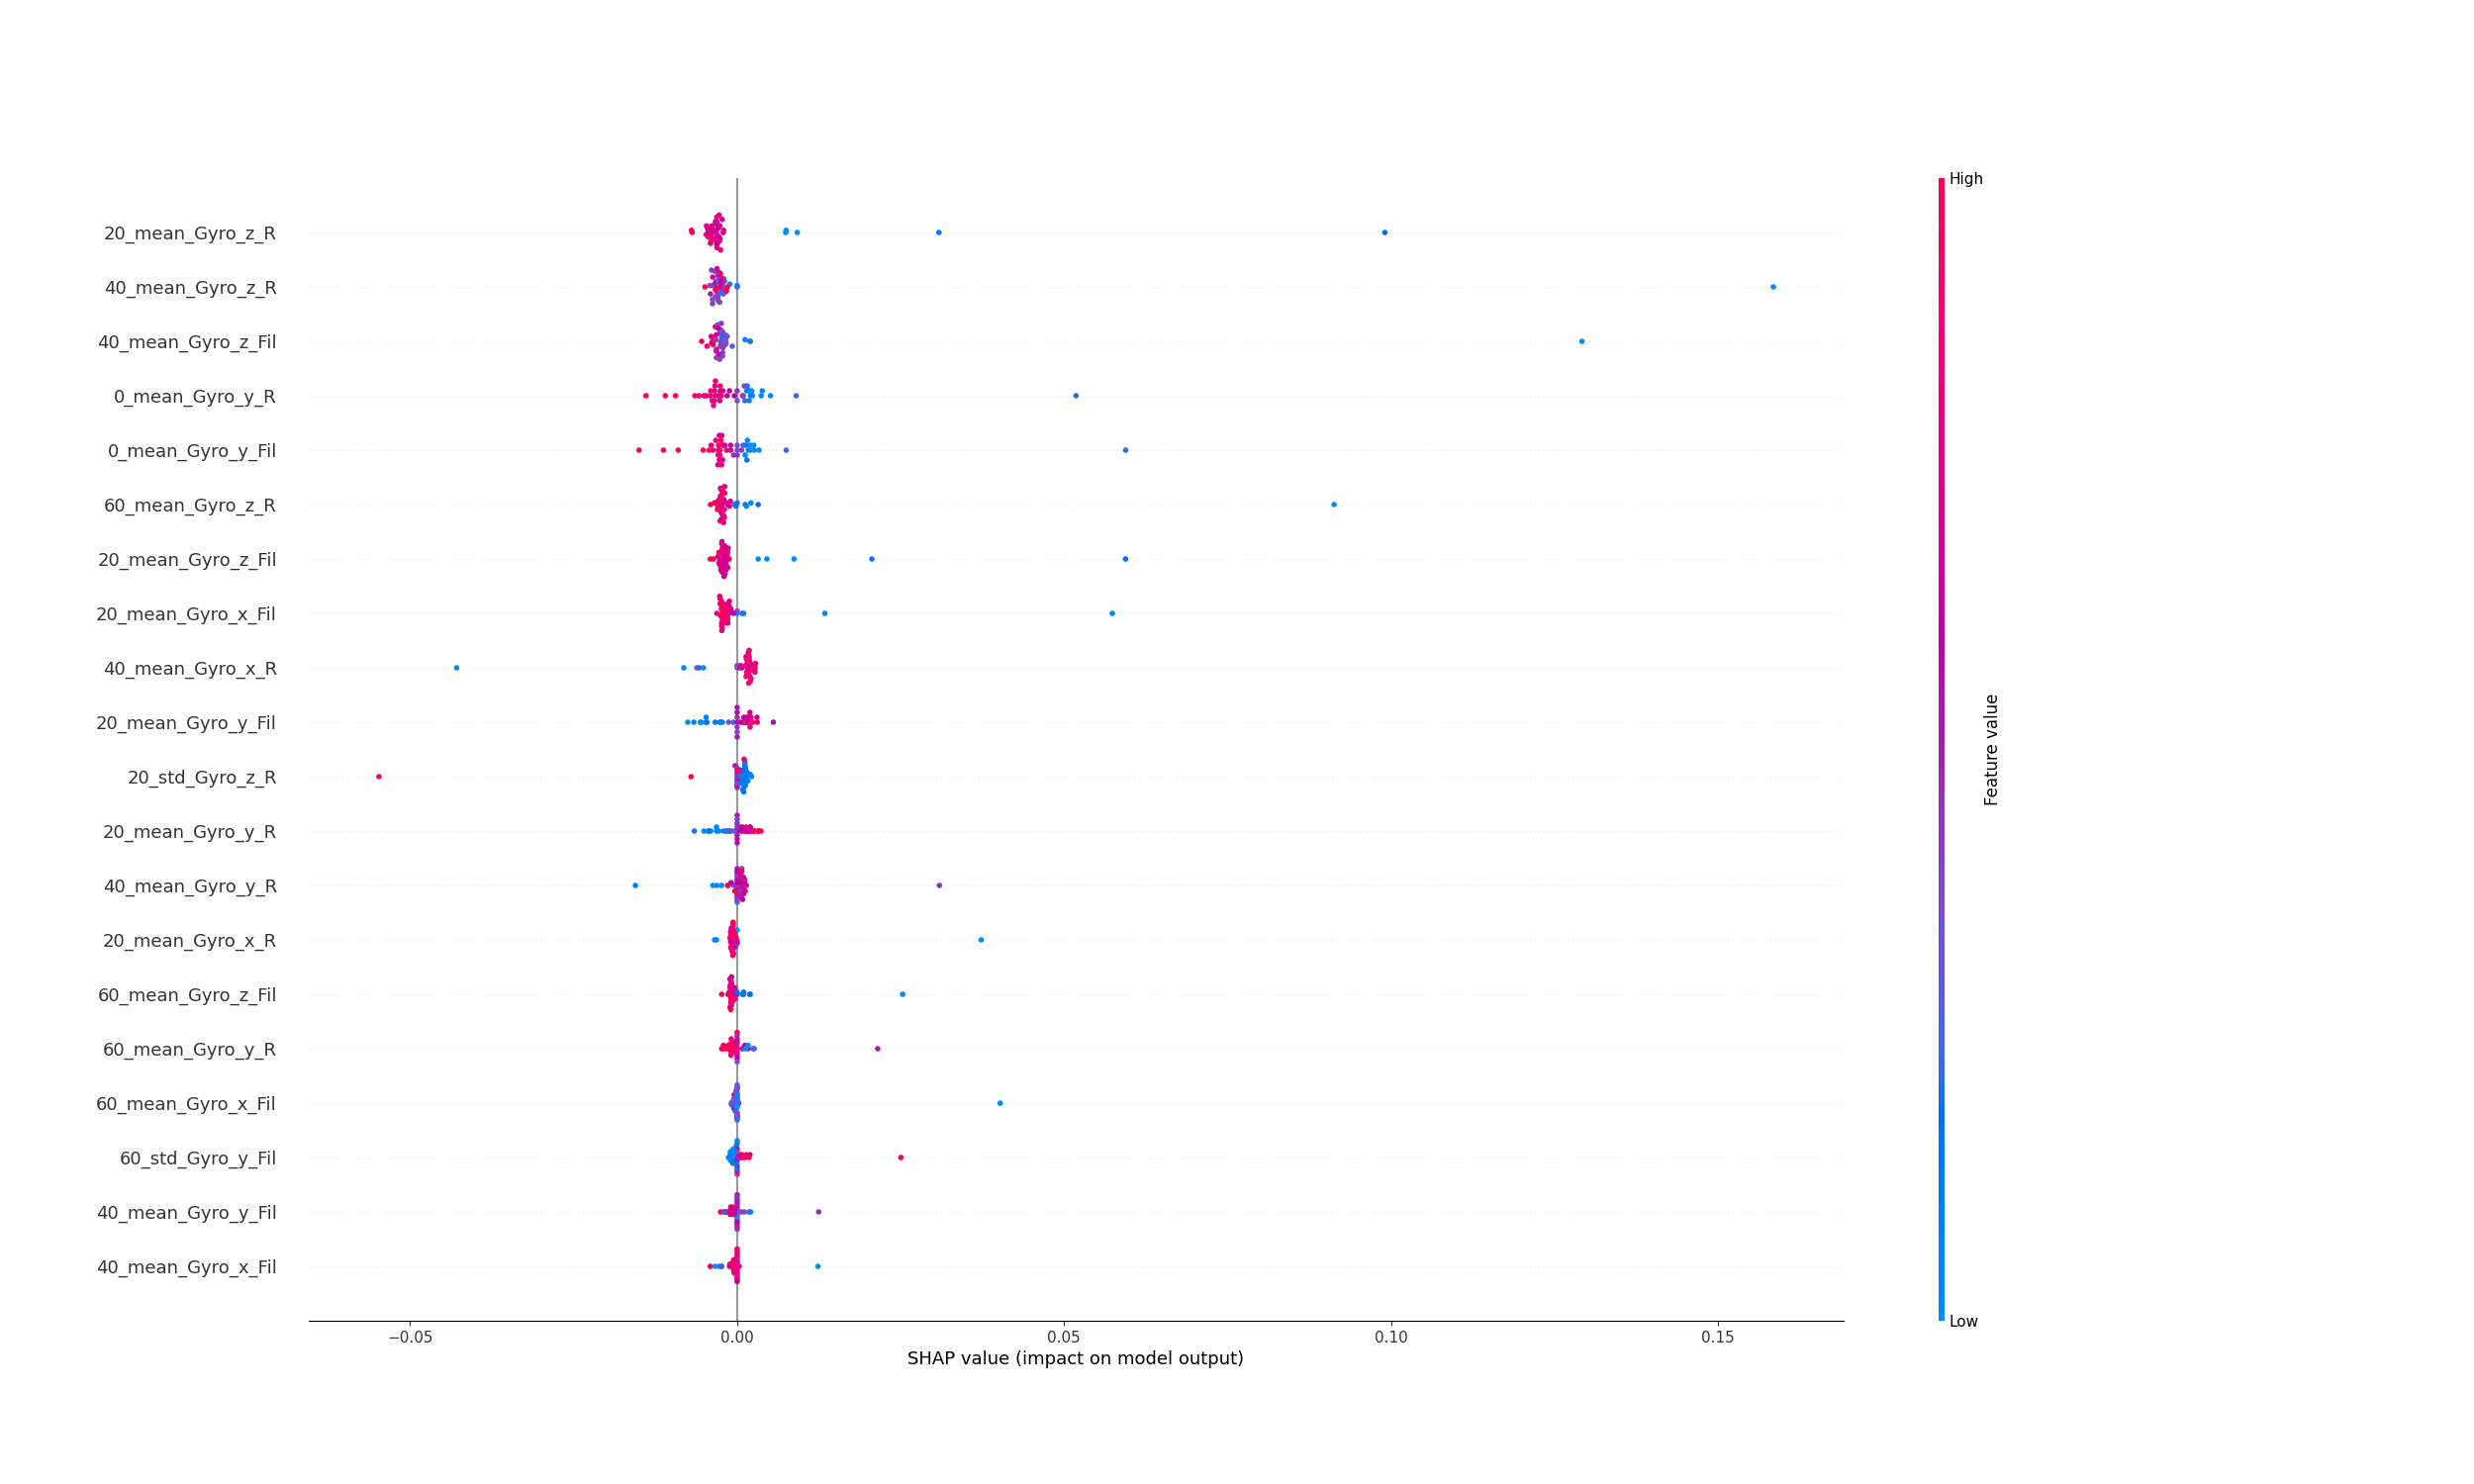 High
20_mean_Gyro_z_R
40_mean_Gyro_z_R
40_mean_Gyro_z_Fil
0_mean_Gyro_y_R
0_mean_Gyro_y_Fil
60_mean_Gyro_z_R
20_mean_Gyro_z_Fil
20_mean_Gyro_x_Fil
40_mean_Gyro_x_R
20_mean_Gyro_y_Fil
20_std_Gyro_z_R
20_mean_Gyro_y_R
40_mean_Gyro_y_R
20_mean_Gyro_x_R
60_mean_Gyro_z_Fil
60_mean_Gyro_y_R
60_mean_Gyro_x_Fil
60_std_Gyro_y_Fil
40_mean_Gyro_y_Fil
40_mean_Gyro_x_Fil
Feature value
Low
−0.05 0.00 0.05 0.10 0.15
SHAP value (impact on model output)